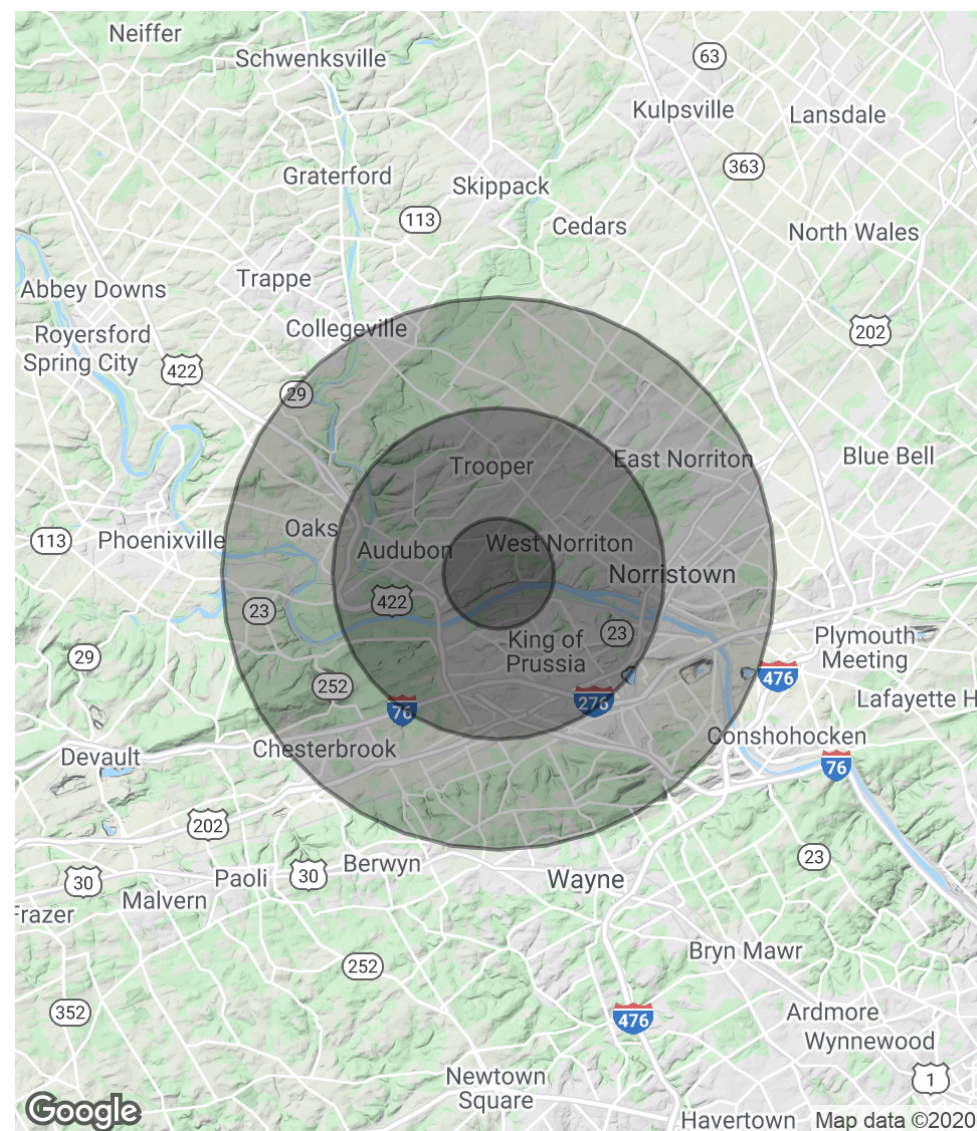 Neiffer
Schwenksville
63
Kulpsville
Lansdale
363
Graterford
Skippack
113
Cedars
North Wales
Trappe
Abbey Downs
Collegeville
Royersford
202
Spring City
422
29
East Norriton
Blue Bell
Trooper
Oaks
113
Phoenixville
Audubon
West Norriton
Norristown
422
23
King of
Prussia
23
Plymouth
Meeting
29
476
252
276
76
Lafayette H
Chesterbrook
Conshohocken
Devault
76
202
23
Berwyn
30
Paoli
30
Wayne
Malvern
Frazer
Bryn Mawr
252
352
476
Ardmore
Wynnewood
Newtown
Square
1
Google
Havertown
Map data ©2020